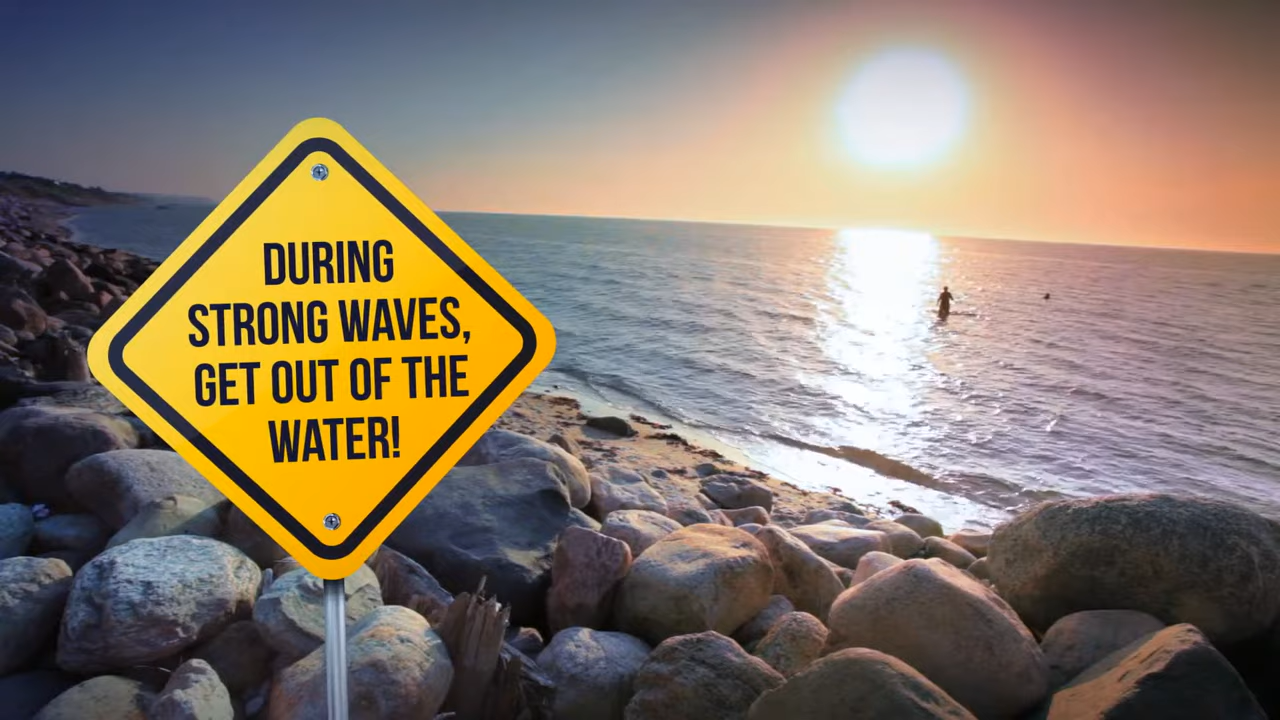 DURING
STRONG WAVES,
GET OUT OF THE
WATER!